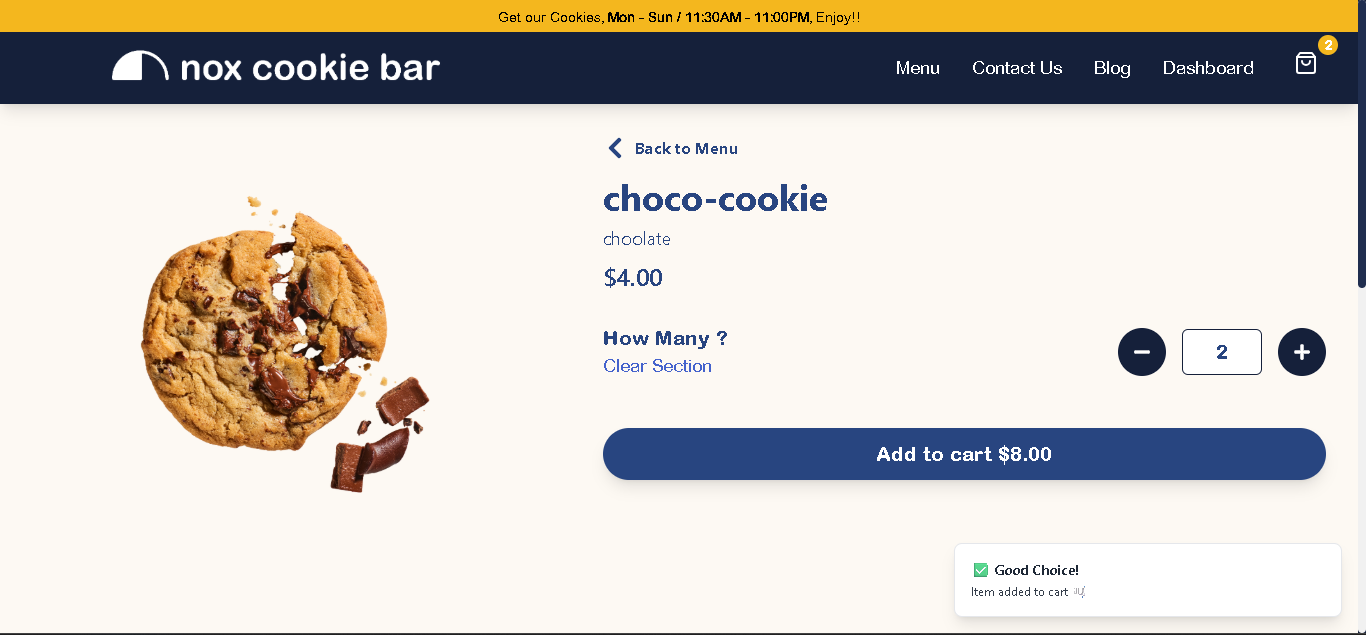 Get our Cookies, Mon - Sun / 11:30AM - 11:00PM, Enjoy!!
nox cookie bar
Menu
Contact Us
Blog
Dashboard
2
Back to Menu
choco-cookie
choolate
$4.00
How Many ?
Clear Section
2
Add to cart $8.00
Good Choice!
Item added to cart